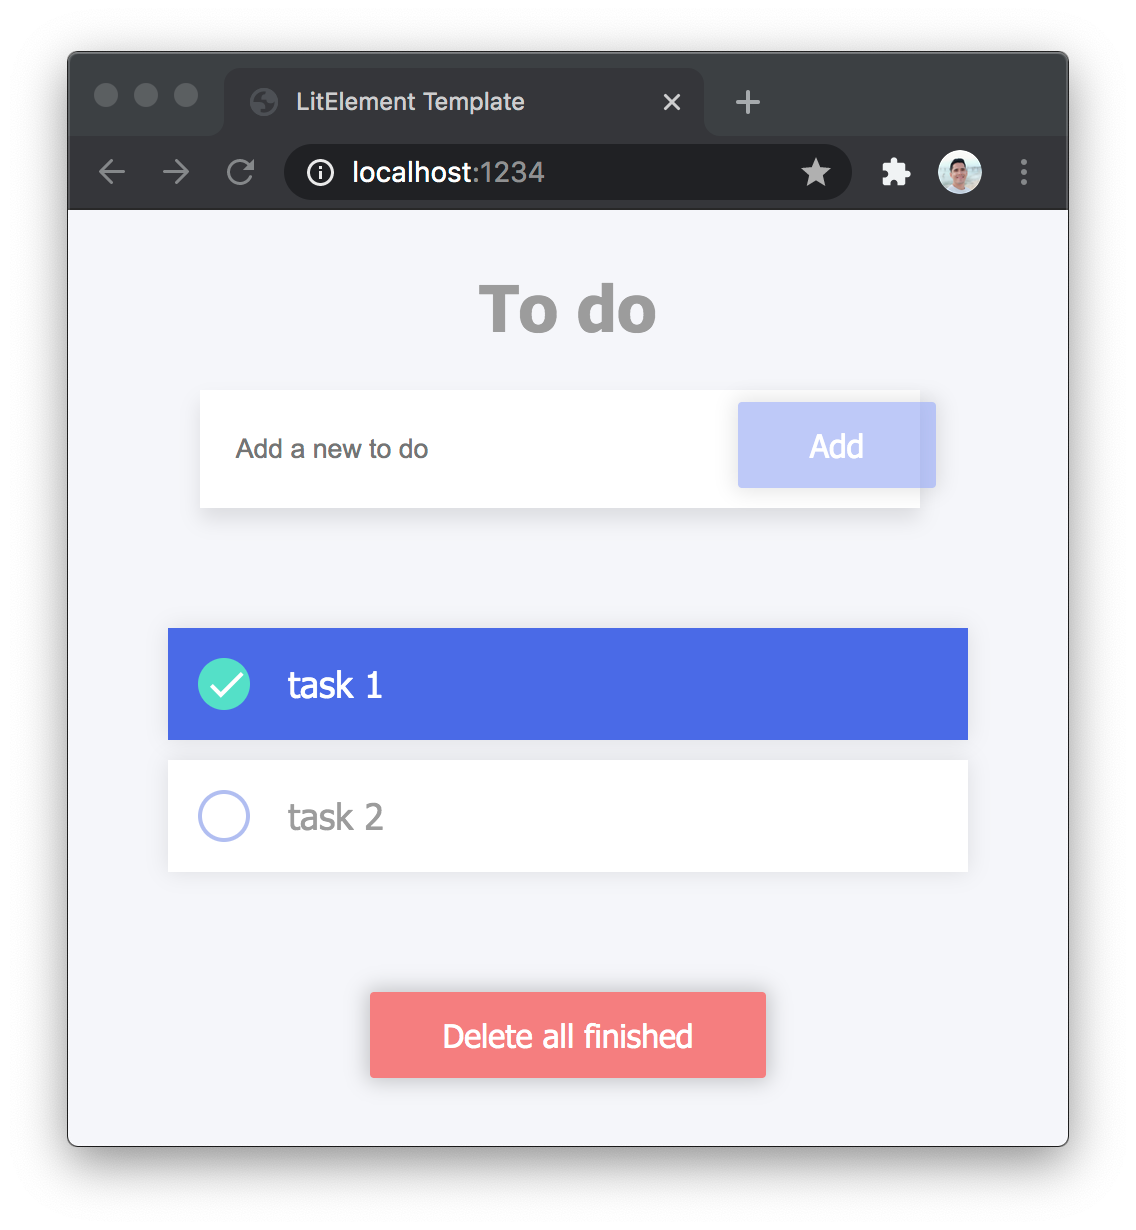 LitElement Template
localhost:1234
To do
Add a new to do
Add
task 1
task 2
Delete all finished